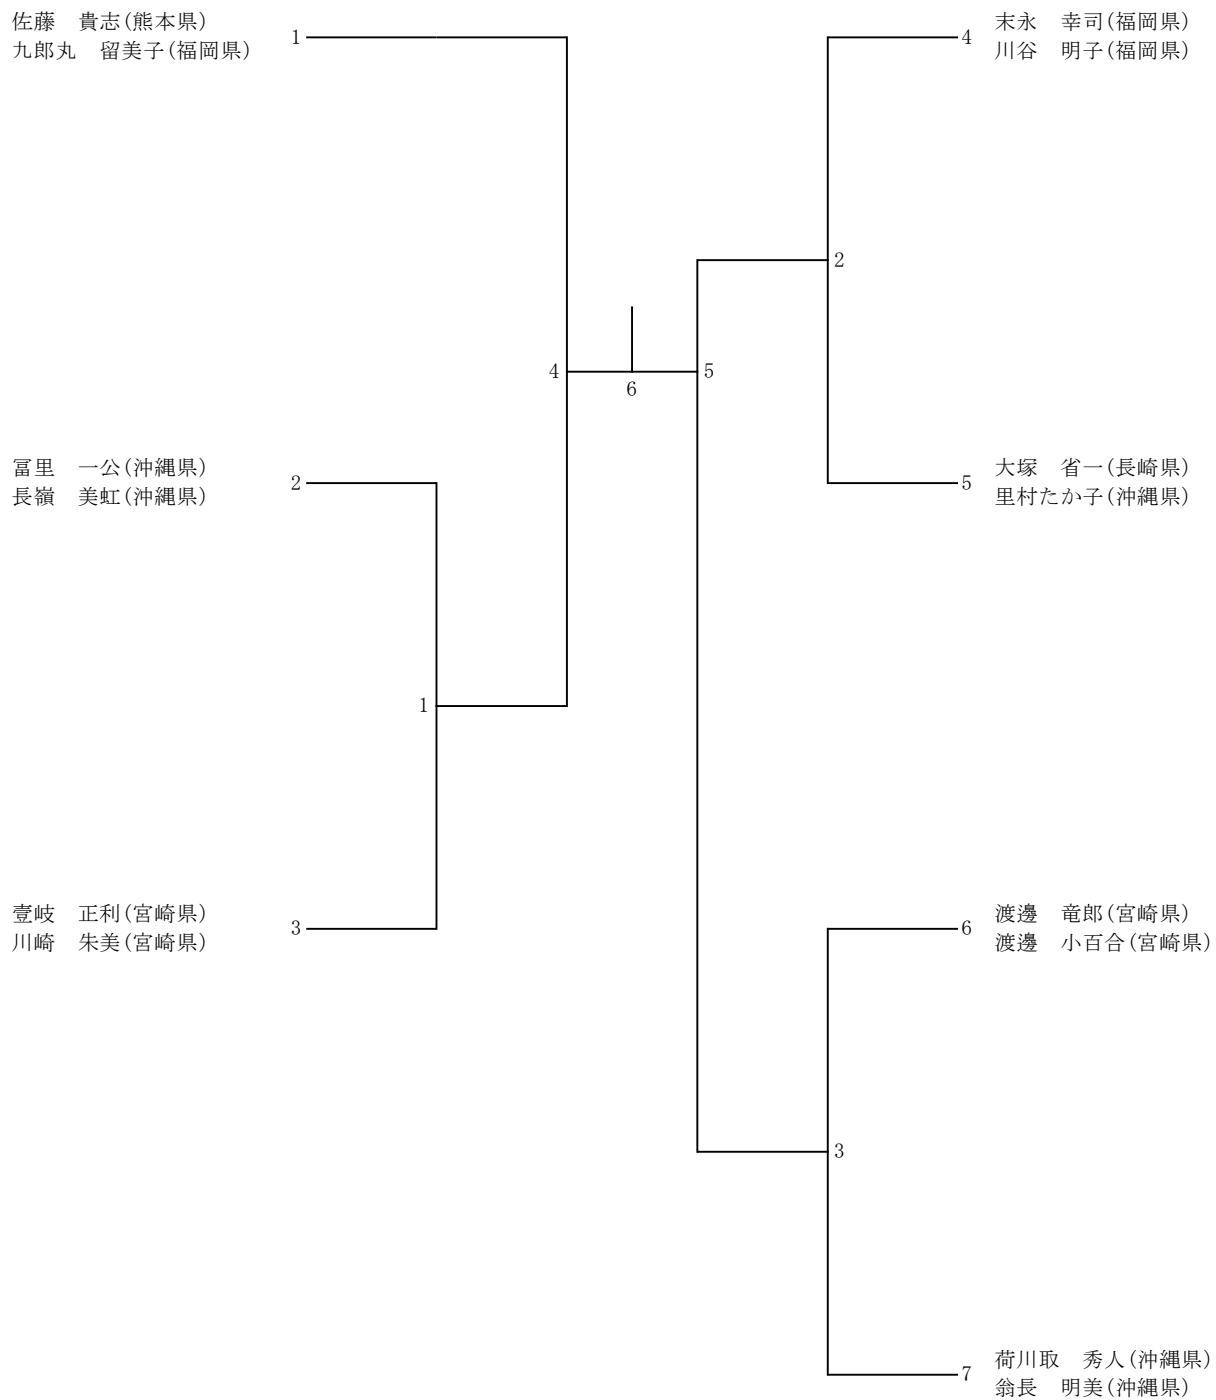 佐藤　貴志(熊本県)
九郎丸　留美子(福岡県)
1
冨里　一公(沖縄県)
長嶺　美虹(沖縄県)
2
壹岐　正利(宮崎県)
川崎　朱美(宮崎県)
3
1
4
6
5
2
3
4
末永　幸司(福岡県)
川谷　明子(福岡県)
5
大塚　省一(長崎県)
里村たか子(沖縄県)
6
渡邊　竜郎(宮崎県)
渡邊　小百合(宮崎県)
7
荷川取　秀人(沖縄県)
翁長　明美(沖縄県)